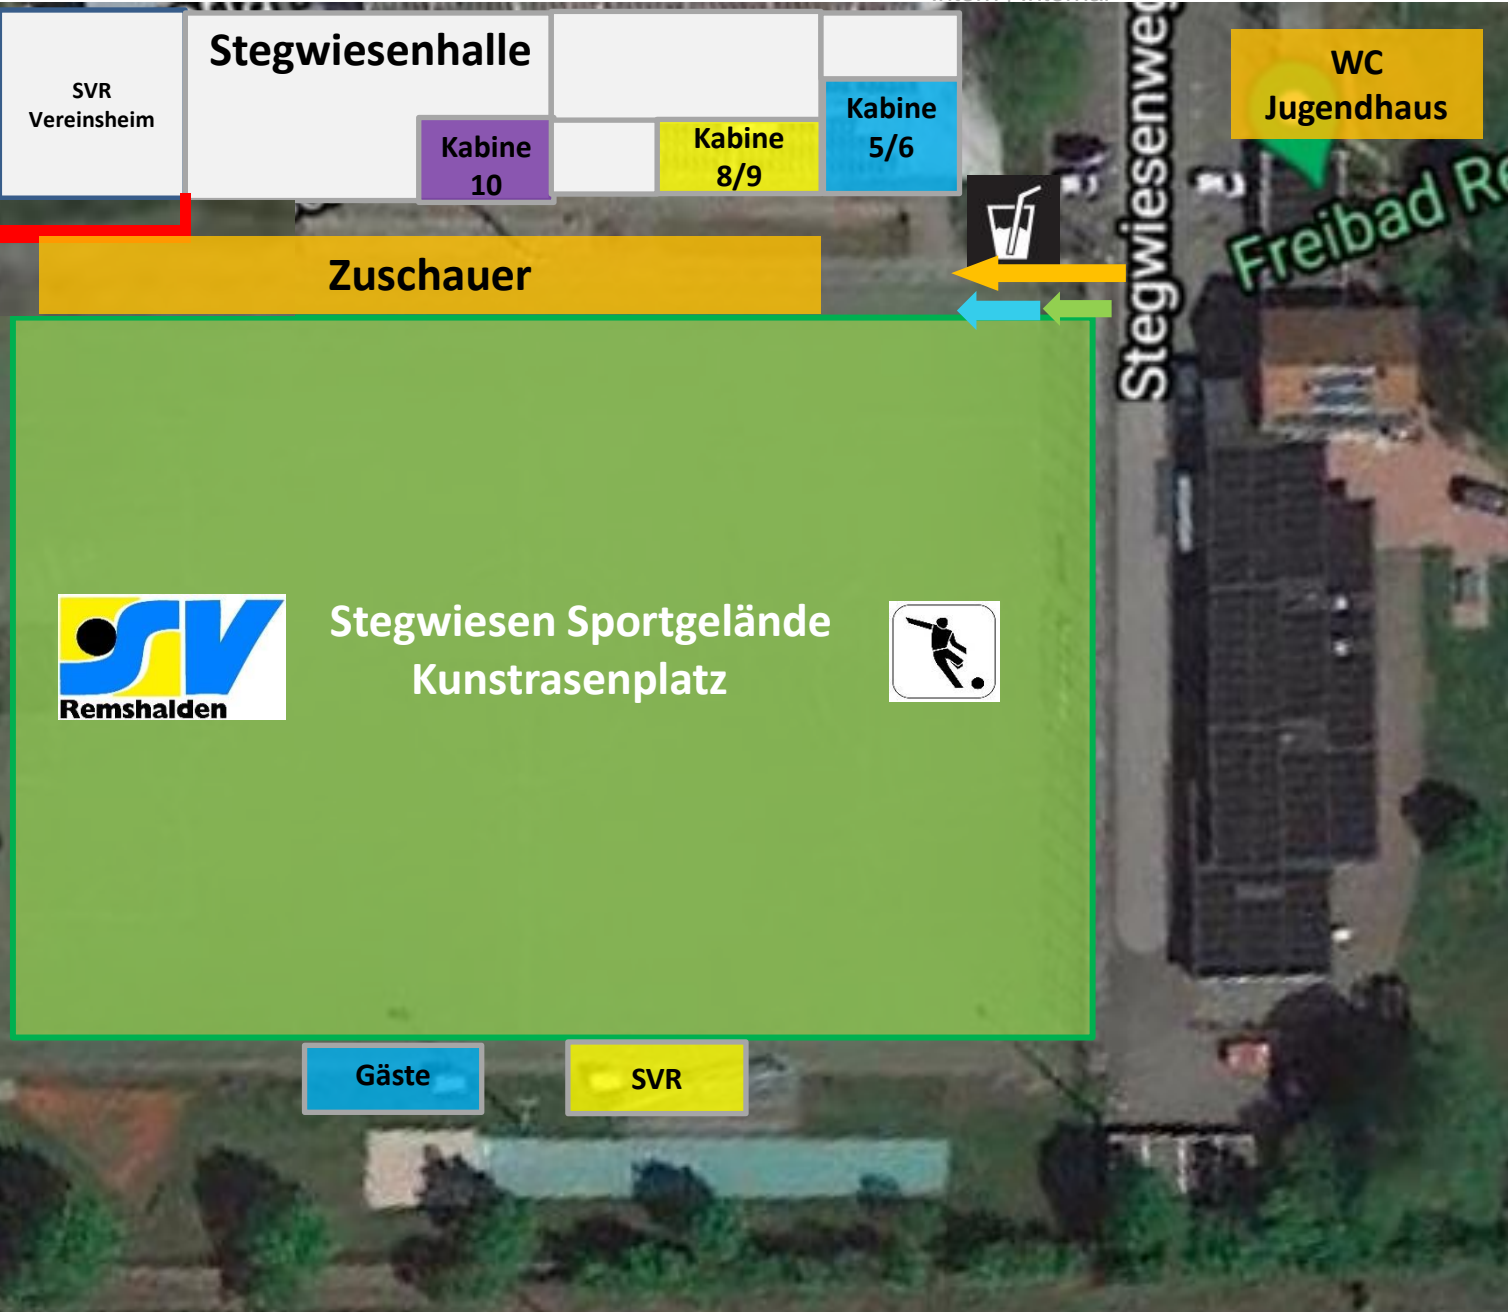 Stegwiesenhalle
SVR
Vereinsheim
Kabine
10
Kabine
8/9
Kabine
5/6
WC
Jugendhaus
Stegwiesenweg
Freibad
Zuschauer
Stegwiesen Sportgelände
Kunstrasenplatz
SV
Remshalden
Gäste
SVR